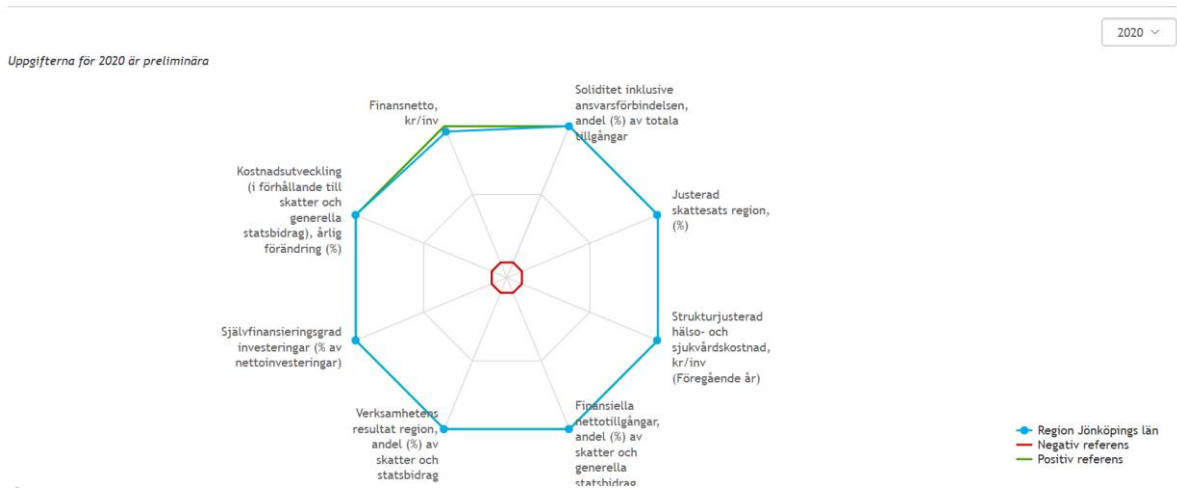 2020
Uppgifterna för 2020 är preliminära
Finansnetto,
kr/inv
Soliditet inklusive
ansvarsförbindelsen,
andel (%) av totala
tillgångar
Kostnadsutveckling
(i förhållande till
skatter och
generella
statsbidrag), årlig
förändring (%)
Justerad
skattesats region,
(%)
Självfinansieringsgrad
investeringar (% av
nettoinvesteringar)
Strukturjusterad
hälso- och
sjukvårdskostnad,
kr/inv
(Föregående år)
Verksamhetens
resultat region,
andel (%) av
skatter och
statsbidrag
Finansiella
nettotillgångar,
andel (%) av
skatter och
generella
statsbidrag
Region Jönköpings län
Negativ referens
Positiv referens